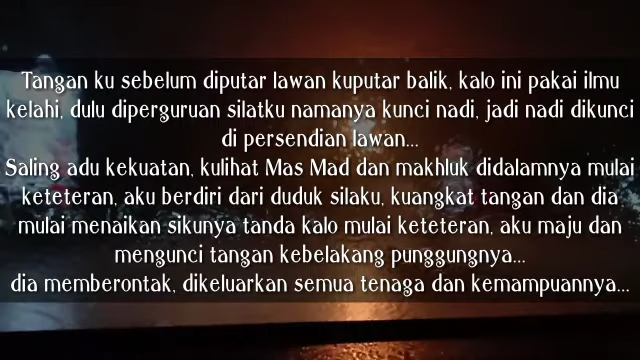 Tangan ku sebelum diputar lawan kuputar balik, kalo ini pakai ilmu
kelahi, dulu diperguruan silatku namanya kunci nadi, jadi nadi dikunci
di persendian lawan...
Saling adu kekuatan, kulihat Mas Mad dan makhluk didalamnya mulai
keteteran, aku berdiri dari duduk silaku, kuangkat tangan dan dia
mulai menaikan sikunya tanda kalo mulai keteteran, aku maju dan
mengunci tangan kebelakang punggungnya...
dia memberontak, dikeluarkan semua tenaga dan kemampuannya...